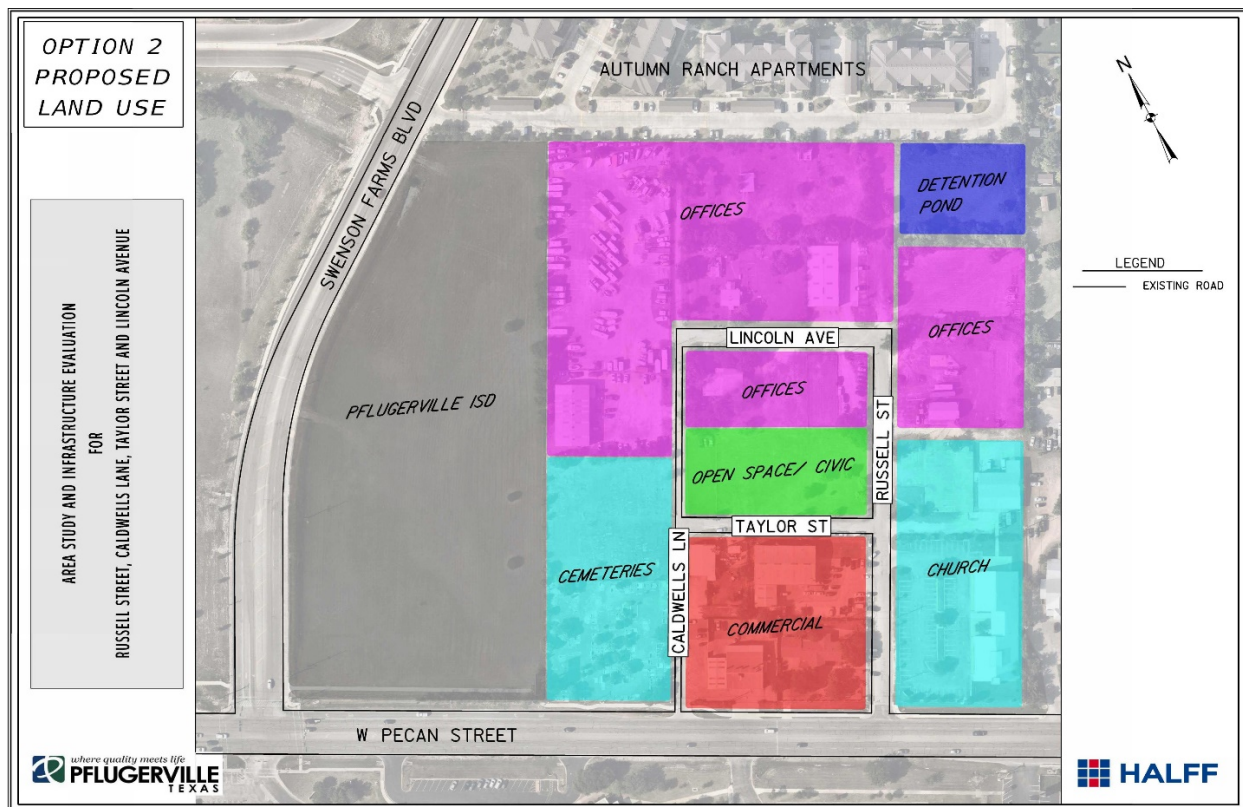 OPTION 2
PROPOSED
LAND USE
AREA STUDY AND INFRASTRUCTURE EVALUATION
FOR
RUSSELL STREET, CALDWELLS LANE, TAYLOR STREET AND LINCOLN AVENUE
where quality meets life
PFLUGERVILLE
TEXAS
AUTUMN RANCH APARTMENTS
SWENSON FARMS BLVD
OFFICES
DETENTION
POND
LINCOLN AVE
OFFICES
OFFICES
PFLUGERVILLE ISD
OPEN SPACE/ CIVIC
RUSSELL ST
TAYLOR ST
CALDWELLS LN
CEMETERIES
CHURCH
COMMERCIAL
W PECAN STREET
N
LEGEND
EXISTING ROAD
HALFF